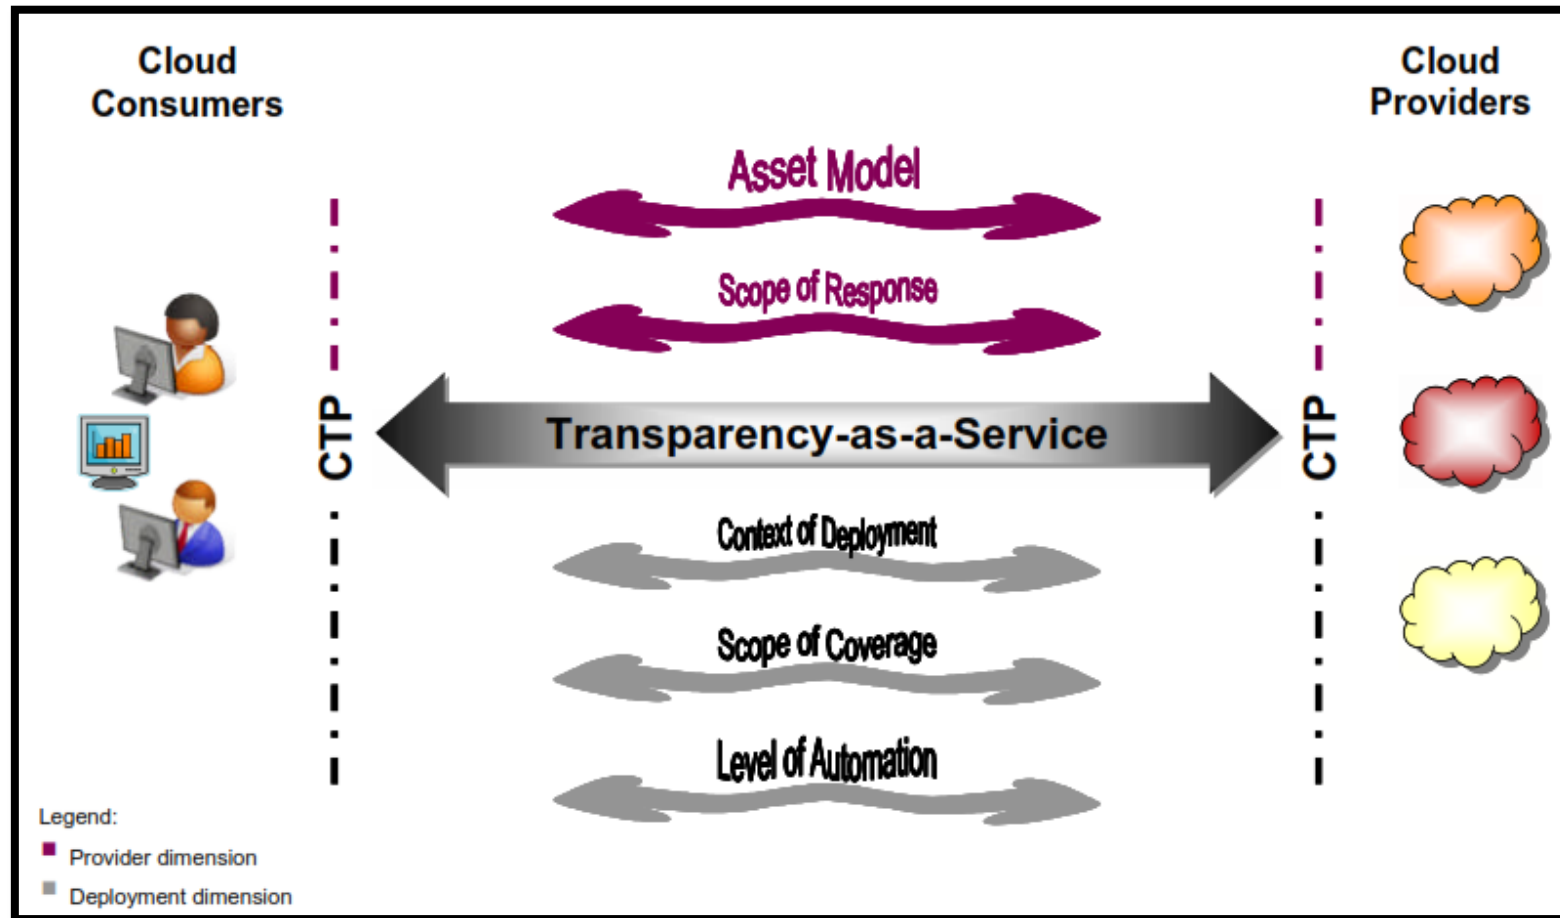 Cloud
Consumers
Cloud
Providers
Asset Model
Scope of Response
CTP
Transparency-as-a-Service
CTP
Context of Deployment
Scope of Coverage
Level of Automation
Legend:
Provider dimension
Deployment dimension